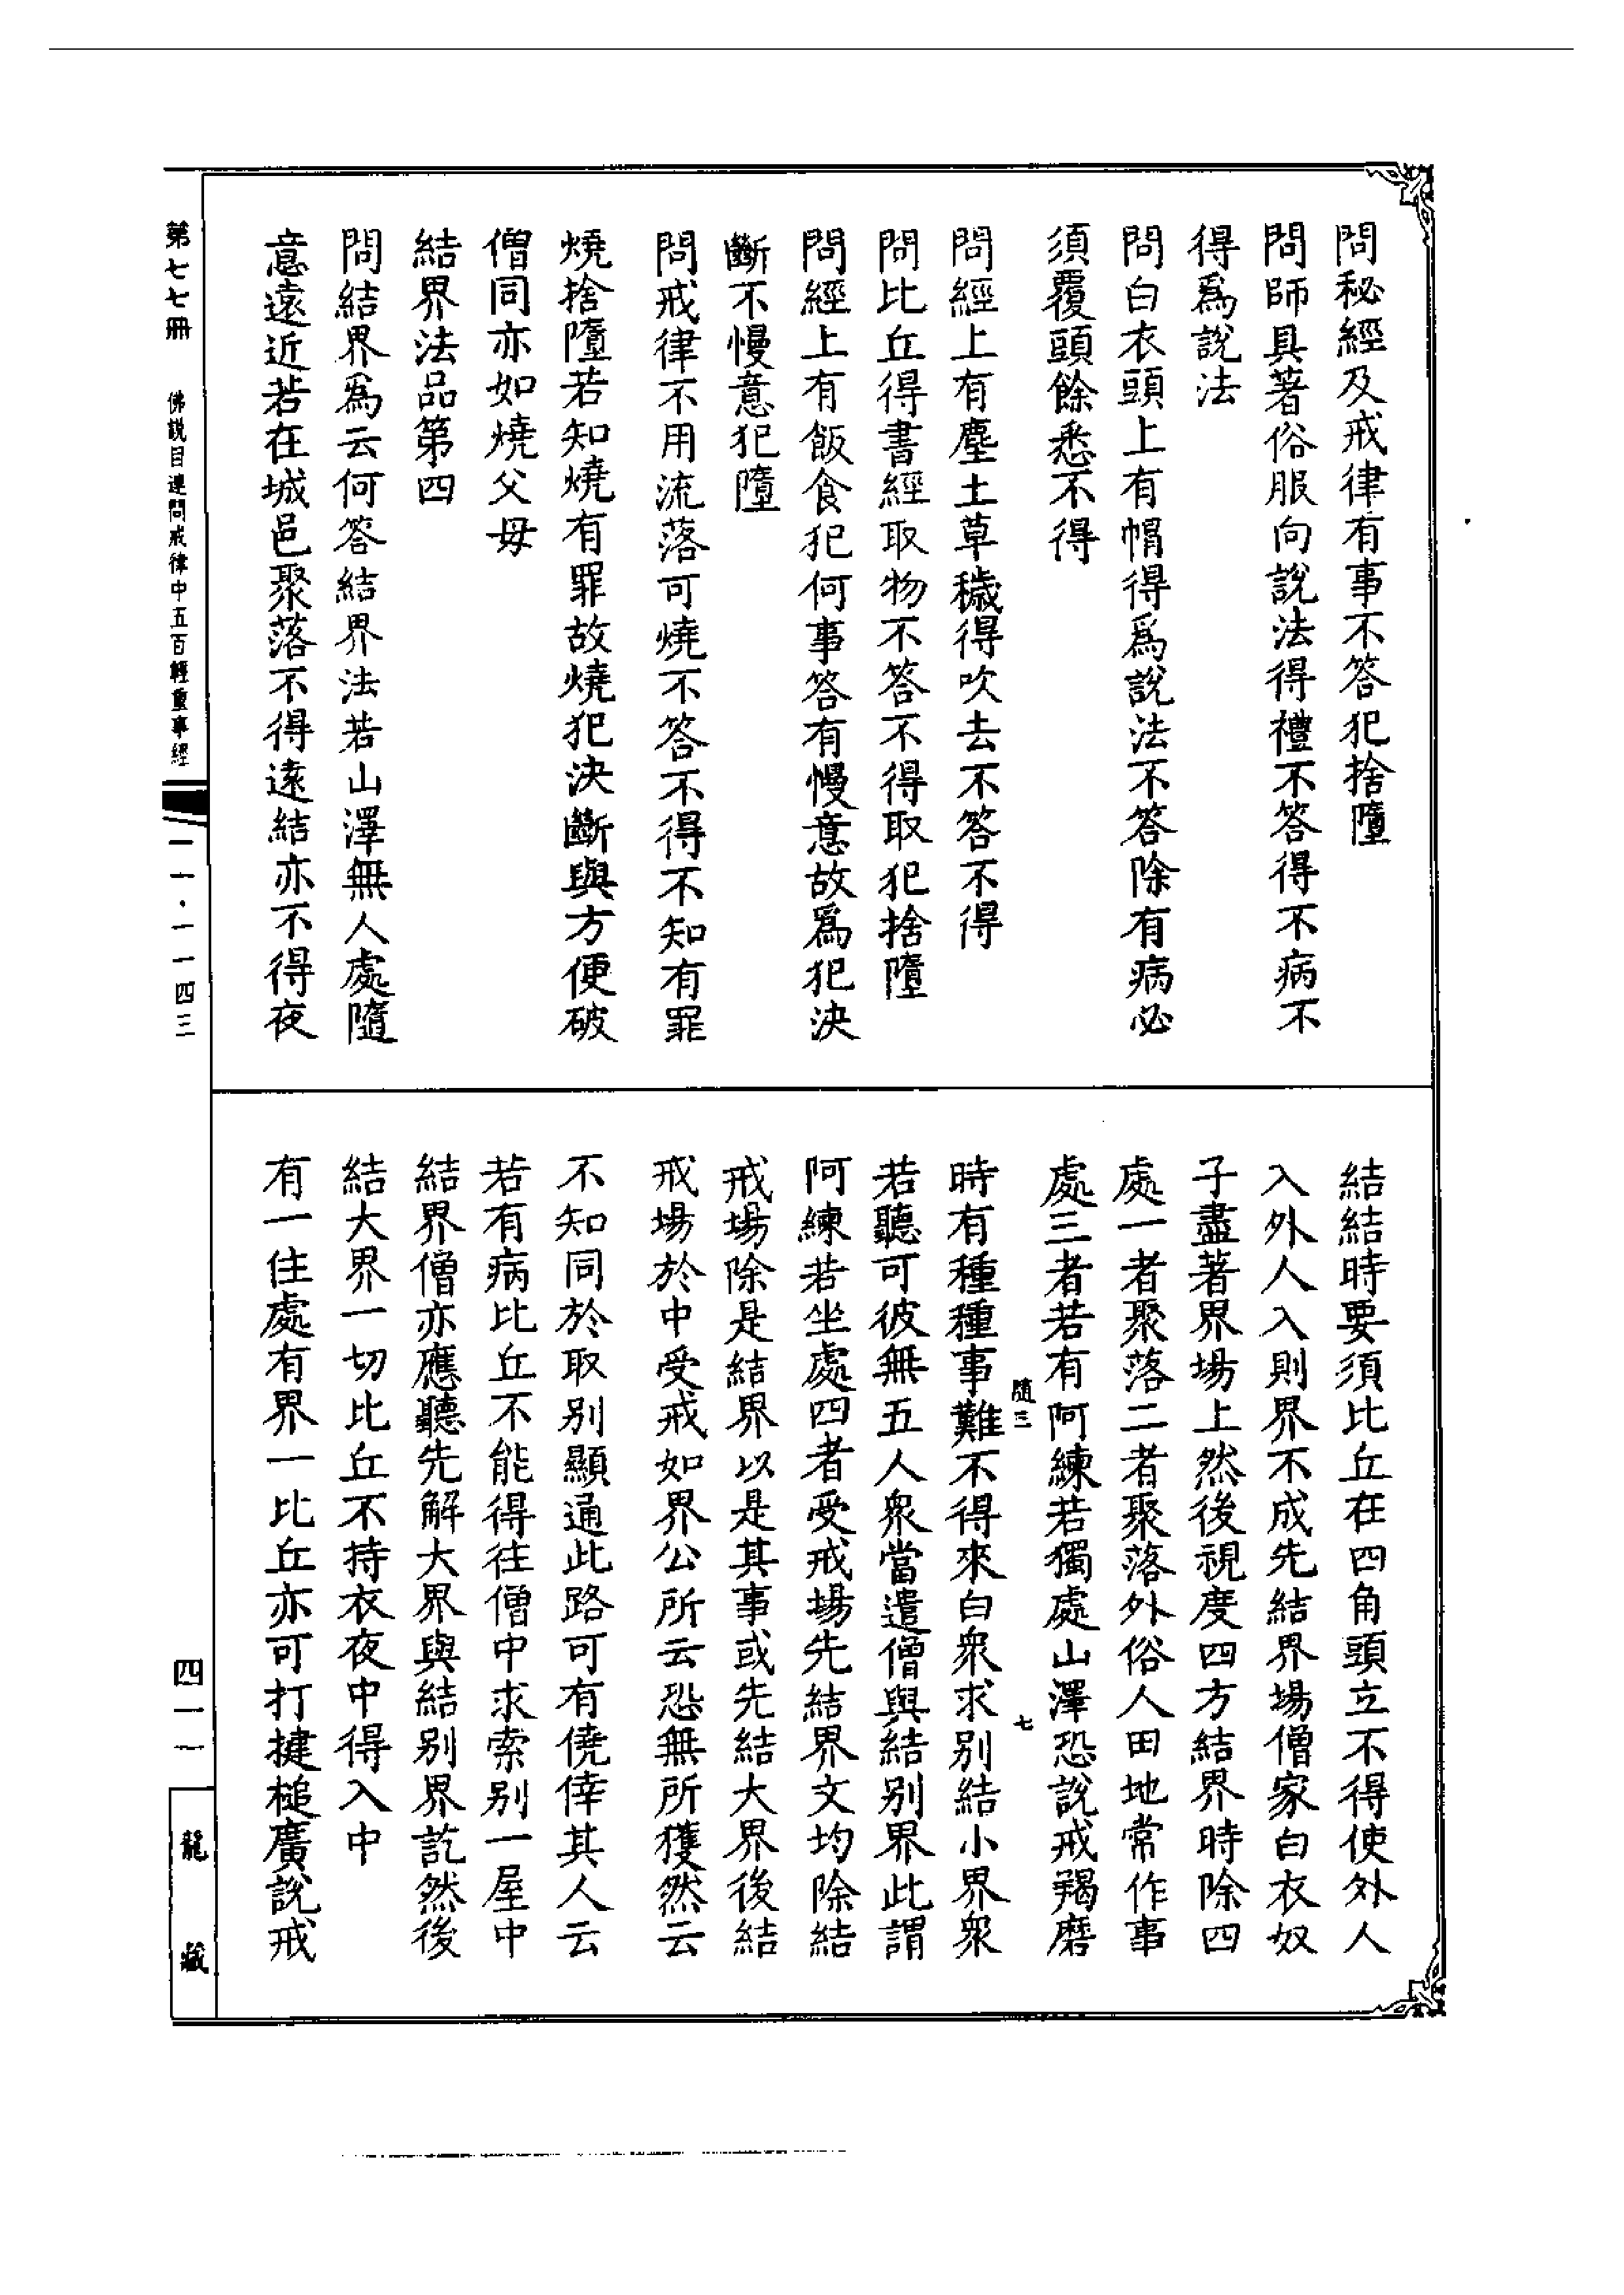 問秘經及戒律有事不答犯捨墮
問師具著俗服向說法得禮不答得不病不
得爲說法
問白衣頭上有帽得爲說法不答除有病必
須覆頭餘悉不得
問經上有塵土草穢得吹去不答不得
問比丘得書經取物不答不得取犯捨墮
問經上有飯食犯何事答有慢意故爲犯決
斷不慢意犯墮
問戒律不用流落可燒不答不得不知有罪
燒捨墮若知燒有罪故燒犯決斷與方便破
僧同亦如燒父母
結界法品第四
問結界爲云何答結界法若山澤無人處隨
意遠近若在城邑聚落不得遠結亦不得夜
結結時要須比丘在四角頭立不得使外人
入外人入則界不成先結界場僧家白衣奴
子盡著界場上然後視度四方結界時除四
處一者聚落二者聚落外俗人田地常作事
處三者若有阿練若獨處山澤恐說戒羯磨
隨三 七
時有種種事難不得來白衆求別結小界衆
若聽可彼無五人衆當遣僧與結別界此謂
阿練若坐處四者受戒場先結界文均除結
戒場除是結界以是其事或先結大界後結
戒場於中受戒如界公所云恐無所獲然云
不知同於取別顯通此路可有僥倖其人云
若有病比丘不能得往僧中求索別一屋中
結界僧亦應聽先解大界與結別界訖然後
結大界一切比丘不持衣夜中得入中
有一住處有界一比丘亦可打揵槌廣說戒
第七七冊 佛說目連問戒律中五百輕重事經 一一·一一四三
四一一
龍藏